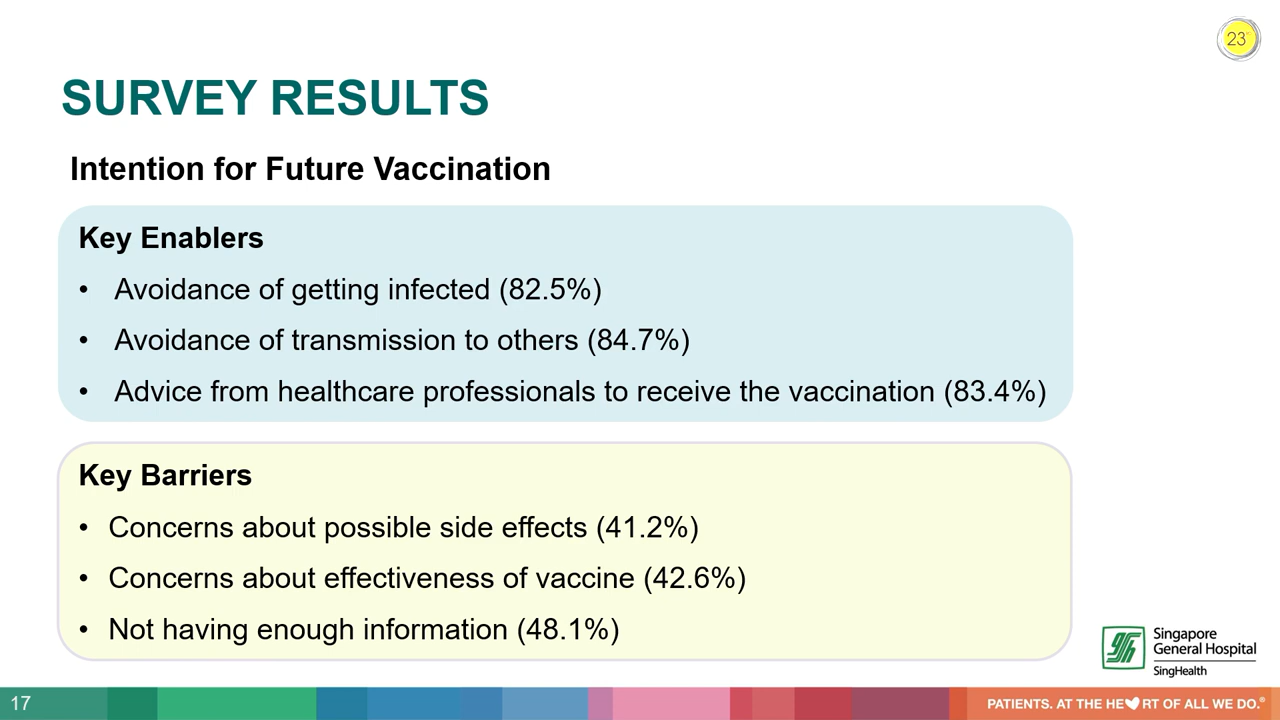 23
SURVEY RESULTS
Intention for Future Vaccination
Key Enablers
• Avoidance of getting infected (82.5%)
• Avoidance of transmission to others (84.7%)
• Advice from healthcare professionals to receive the vaccination (83.4%)
Key Barriers
• Concerns about possible side effects (41.2%)
• Concerns about effectiveness of vaccine (42.6%)
• Not having enough information (48.1%)
Singapore
General Hospital
SingHealth
17
PATIENTS. AT THE HE❤RT OF ALL WE DO.®